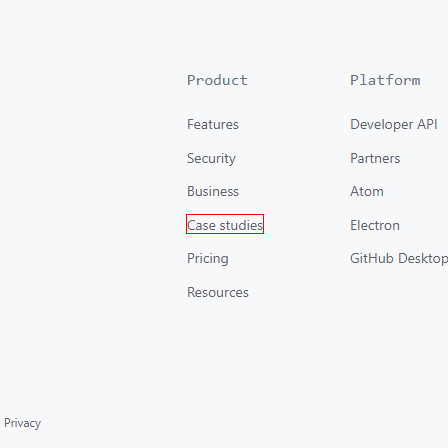 Product
Features
Security
Business
Case studies
Pricing
Resources
Platform
Developer API
Partners
Atom
Electron
GitHub Desktop
Privacy